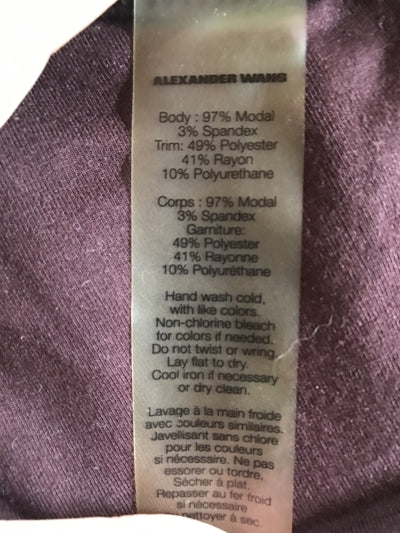 ALEXANDER WANG
Body : 97% Modal
3% Spandex
Trim: 49% Polyester
41% Rayon
10% Polyurethane
Corps : 97% Modal
3% Spandex
Garniture:
49% Polyester
41% Rayonne
10% Polyuréthane
Hand wash cold,
with like colors.
Non-chlorine bleach
for colors if needed.
Do not twist or wring.
Lay flat to dry.
Cool iron if necessary
or dry clean.
Lavage à la main froide
avec couleurs similaires.
Javellisant sans chlore
pour les couleurs
si nécessaire. Ne pas
essorer ou tordre,
Sécher à plat.
Repasser au fer froid
si nécessaire
nettoyer à sec.